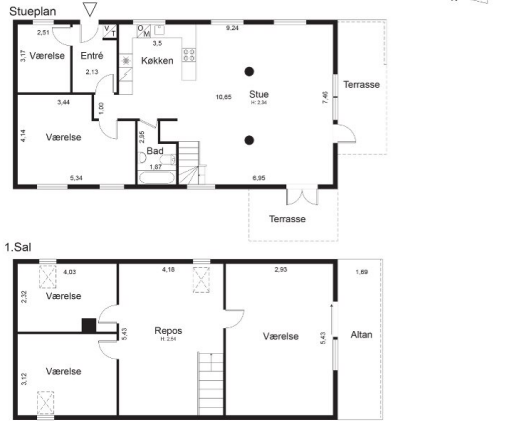 Stueplan
2,51
V
T
O
M
3,5
9,24
3,17
Værelse
Entré
Køkken
2.13
Terrasse
3,44
1,00
10,65
Stue
H: 2,34
7,46
4,14
Værelse
2,95
Bad
1,87
5,34
6,95
Terrasse
1.Sal
4,03
4,18
2,93
1,69
2,32
Værelse
Repos
H: 2,54
5,43
Værelse
5,43
Altan
3,12
Værelse